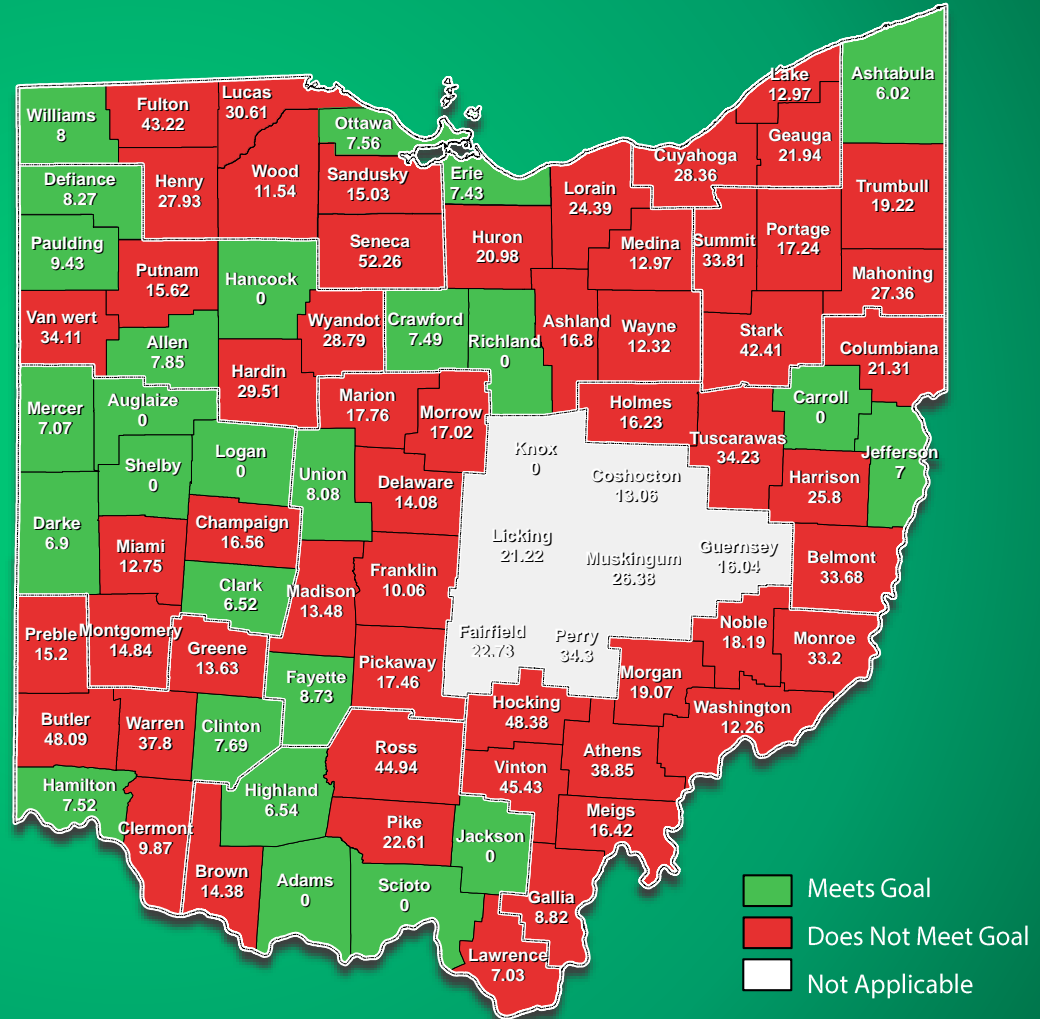 Williams
8
Fulton
43.22
Lucas
30.61
Ottawa
7.56
Lake
12.97
Ashtabula
6.02
Geauga
21.94
Cuyahoga
28.36
Defiance
8.27
Henry
27.93
Wood
11.54
Sandusky
15.03
Erie
7.43
Lorain
24.39
Trumbull
19.22
Paulding
9.43
Putnam
15.62
Hancock
0
Seneca
52.26
Huron
20.98
Medina
12.97
Summit
33.81
Portage
17.24
Mahoning
27.36
Van wert
34.11
Allen
7.85
Hardin
29.51
Wyandot
28.79
Crawford
7.49
Richland
0
Ashland
16.8
Wayne
12.32
Stark
42.41
Columbiana
21.31
Mercer
7.07
Auglaize
0
Marion
17.76
Morrow
17.02
Holmes
16.23
Tuscarawas
34.23
Carroll
0
Jefferson
7
Shelby
0
Logan
0
Union
8.08
Delaware
14.08
Knox
0
Coshocton
13.06
Harrison
25.8
Darke
6.9
Miami
12.75
Champaign
16.56
Licking
21.22
Muskingum
26.38
Guernsey
16.04
Belmont
33.68
Clark
6.52
Madison
13.48
Franklin
10.06
Preble
15.2
Montgomery
14.84
Greene
13.63
Fayette
8.73
Pickaway
17.46
Fairfield
22.73
Perry
34.3
Noble
18.19
Monroe
33.2
Morgan
19.07
Washington
12.26
Butler
48.09
Warren
37.8
Clinton
7.69
Ross
44.94
Hocking
48.38
Athens
38.85
Vinton
45.43
Hamilton
7.52
Clermont
9.87
Highland
6.54
Pike
22.61
Jackson
0
Meigs
16.42
Brown
14.38
Adams
0
Scioto
0
Gallia
8.82
Lawrence
7.03
Meets Goal
Does Not Meet Goal
Not Applicable